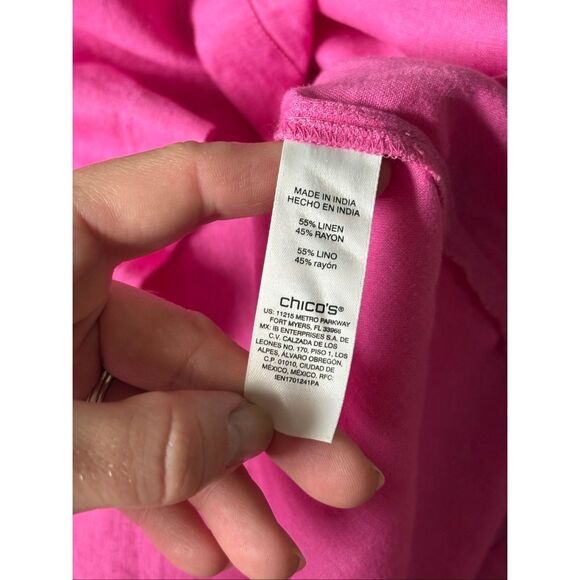 MADE IN INDIA
HECHO EN INDIA
55% LINEN
45% RAYON
55% LINO
45% rayón
chico's®
US: 11215 METRO PARKWAY
FORT MYERS, FL 33966
MX: IB ENTERPRISES S.A. DE
C.V. CALZADA DE LOS
LEONES NO. 170, PISO 1, LOS
ALPES, ÁLVARO OBREGÓN,
C.P. 01010, CIUDAD DE
MÉXICO, MÉXICO. RFC:
IEN1701241PA